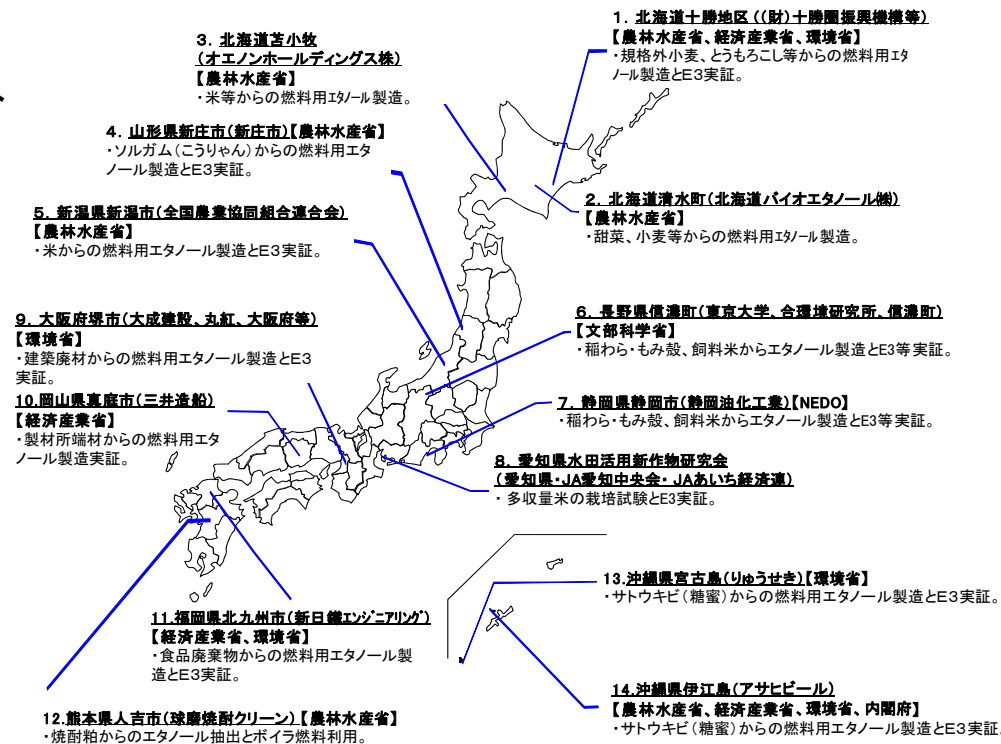 1. 北海道十勝地区((財)十勝圏振興機構等)
【農林水産省、経済産業省、環境省】
・規格外小麦、とうもろこし等からの燃料用エタ
ノール製造とE3実証。
3. 北海道苫小牧
(オエノンホールディングス株)
【農林水産省】
・米等からの燃料用エタノール製造。
4. 山形県新庄市(新庄市)【農林水産省】
・ソルガム(こうりゃん)からの燃料用エタ
ノール製造とE3実証。
2. 北海道清水町(北海道バイオエタノール㈱)
【農林水産省】
・甜菜、小麦等からの燃料用エタノール製造。
5. 新潟県新潟市(全国農業協同組合連合会)
【農林水産省】
・米からの燃料用エタノール製造とE3実証。
9. 大阪府堺市(大成建設、丸紅、大阪府等)
【環境省】
・建築廃材からの燃料用エタノール製造とE3
実証。
6. 長野県信濃町(東京大学、合環境研究所、信濃町)
【文部科学省】
・稲わら・もみ殻、飼料米からエタノール製造とE3等実証。
10.岡山県真庭市(三井造船)
【経済産業省】
・製材所端材からの燃料用エタ
ノール製造実証。
7. 静岡県静岡市(静岡油化工業)【NEDO】
・稲わら・もみ殻、飼料米からエタノール製造とE3等実証。
8. 愛知県水田活用新作物研究会
(愛知県・JA愛知中央会・JAあいち経済連)
・多収量米の栽培試験とE3実証。
13.沖縄県宮古島(りゅうせき)【環境省】
・サトウキビ(糖蜜)からの燃料用エタノール製造とE3実証。
11.福岡県北九州市(新日鐵エンジニアリング)
【経済産業省、環境省】
・食品廃棄物からの燃料用エタノール製
造とE3実証。
14.沖縄県伊江島(アサヒビール)
【農林水産省、経済産業省、環境省、内閣府】
・サトウキビ(糖蜜)からの燃料用エタノール製造とE3実証
12.熊本県人吉市(球磨焼酎クリーン)【農林水産省】
・焼酎粕からのエタノール抽出とボイラ燃料利用。